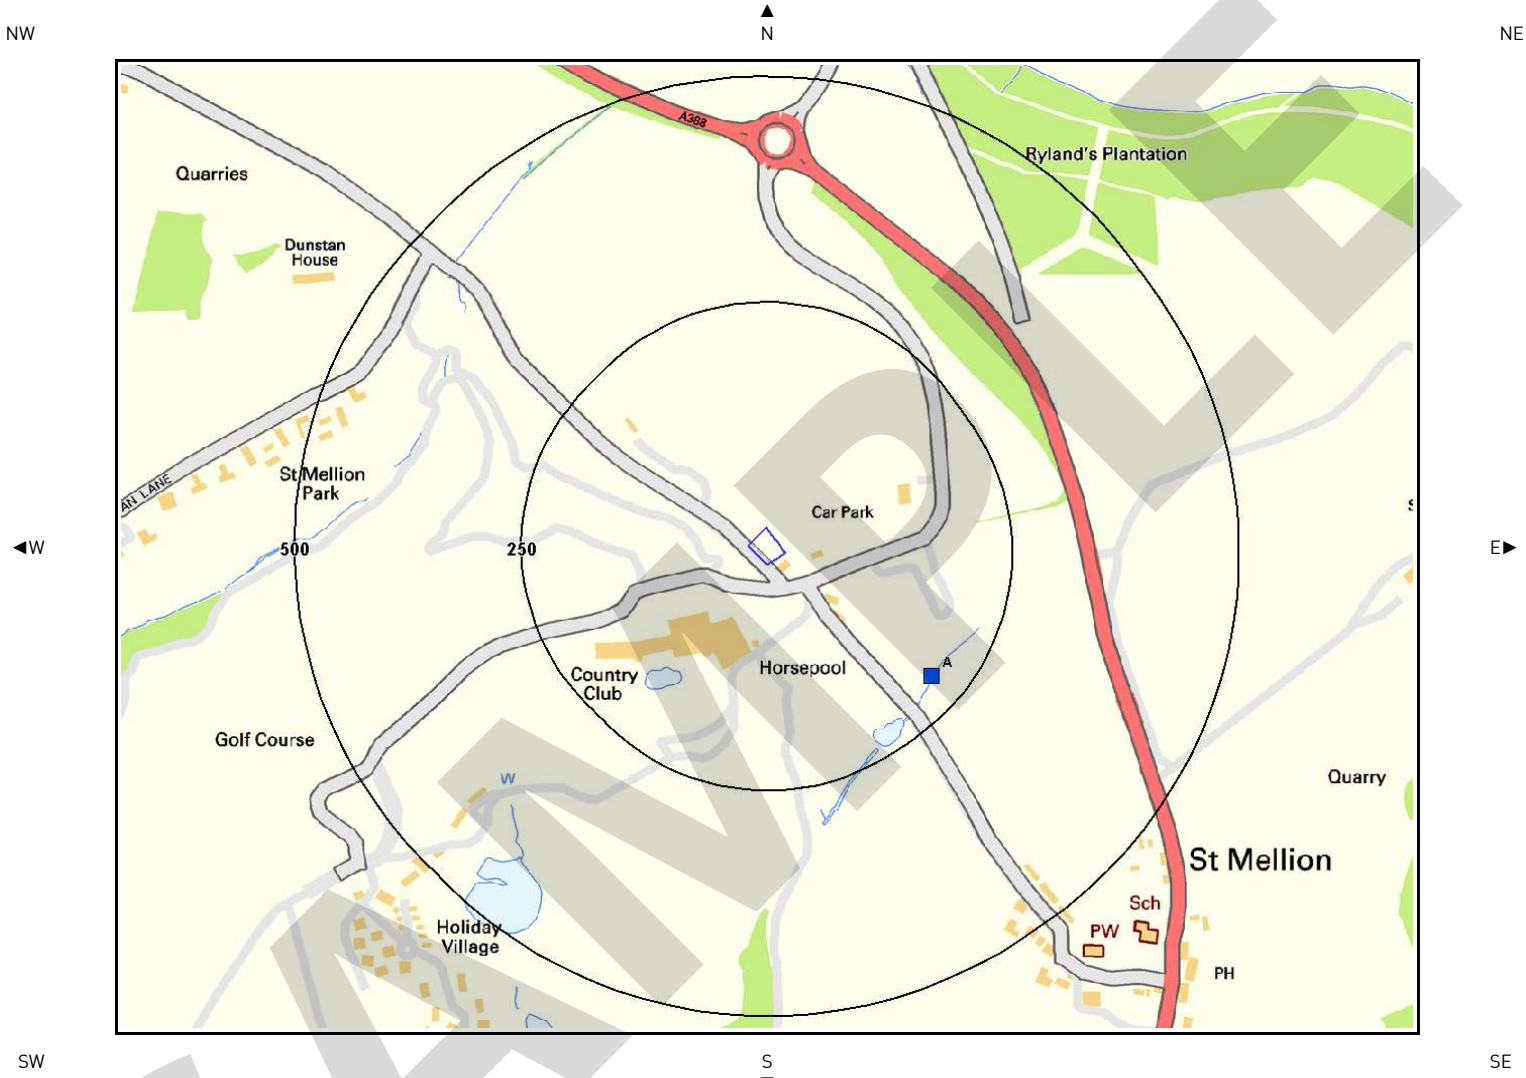 ▲
NW
N
NE
A388
Ryland's Plantation
Quarries
Dunstan
House
St Mellion
Park
AN LANE
Car Park
◄W
500
250
E►
A
Horsepool
Country
Club
Golf Course
W
Quarry
St Mellion
Sch
PW
Holiday
Village
PH
SW
S
SE
SAMPLE